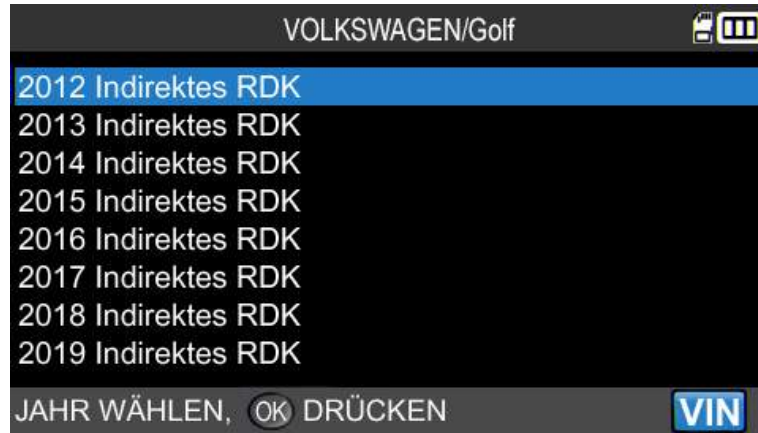 VOLKSWAGEN/Golf
2012 Indirektes RDK
2013 Indirektes RDK
2014 Indirektes RDK
2015 Indirektes RDK
2016 Indirektes RDK
2017 Indirektes RDK
2018 Indirektes RDK
2019 Indirektes RDK
JAHR WÄHLEN, OK DRÜCKEN VIN